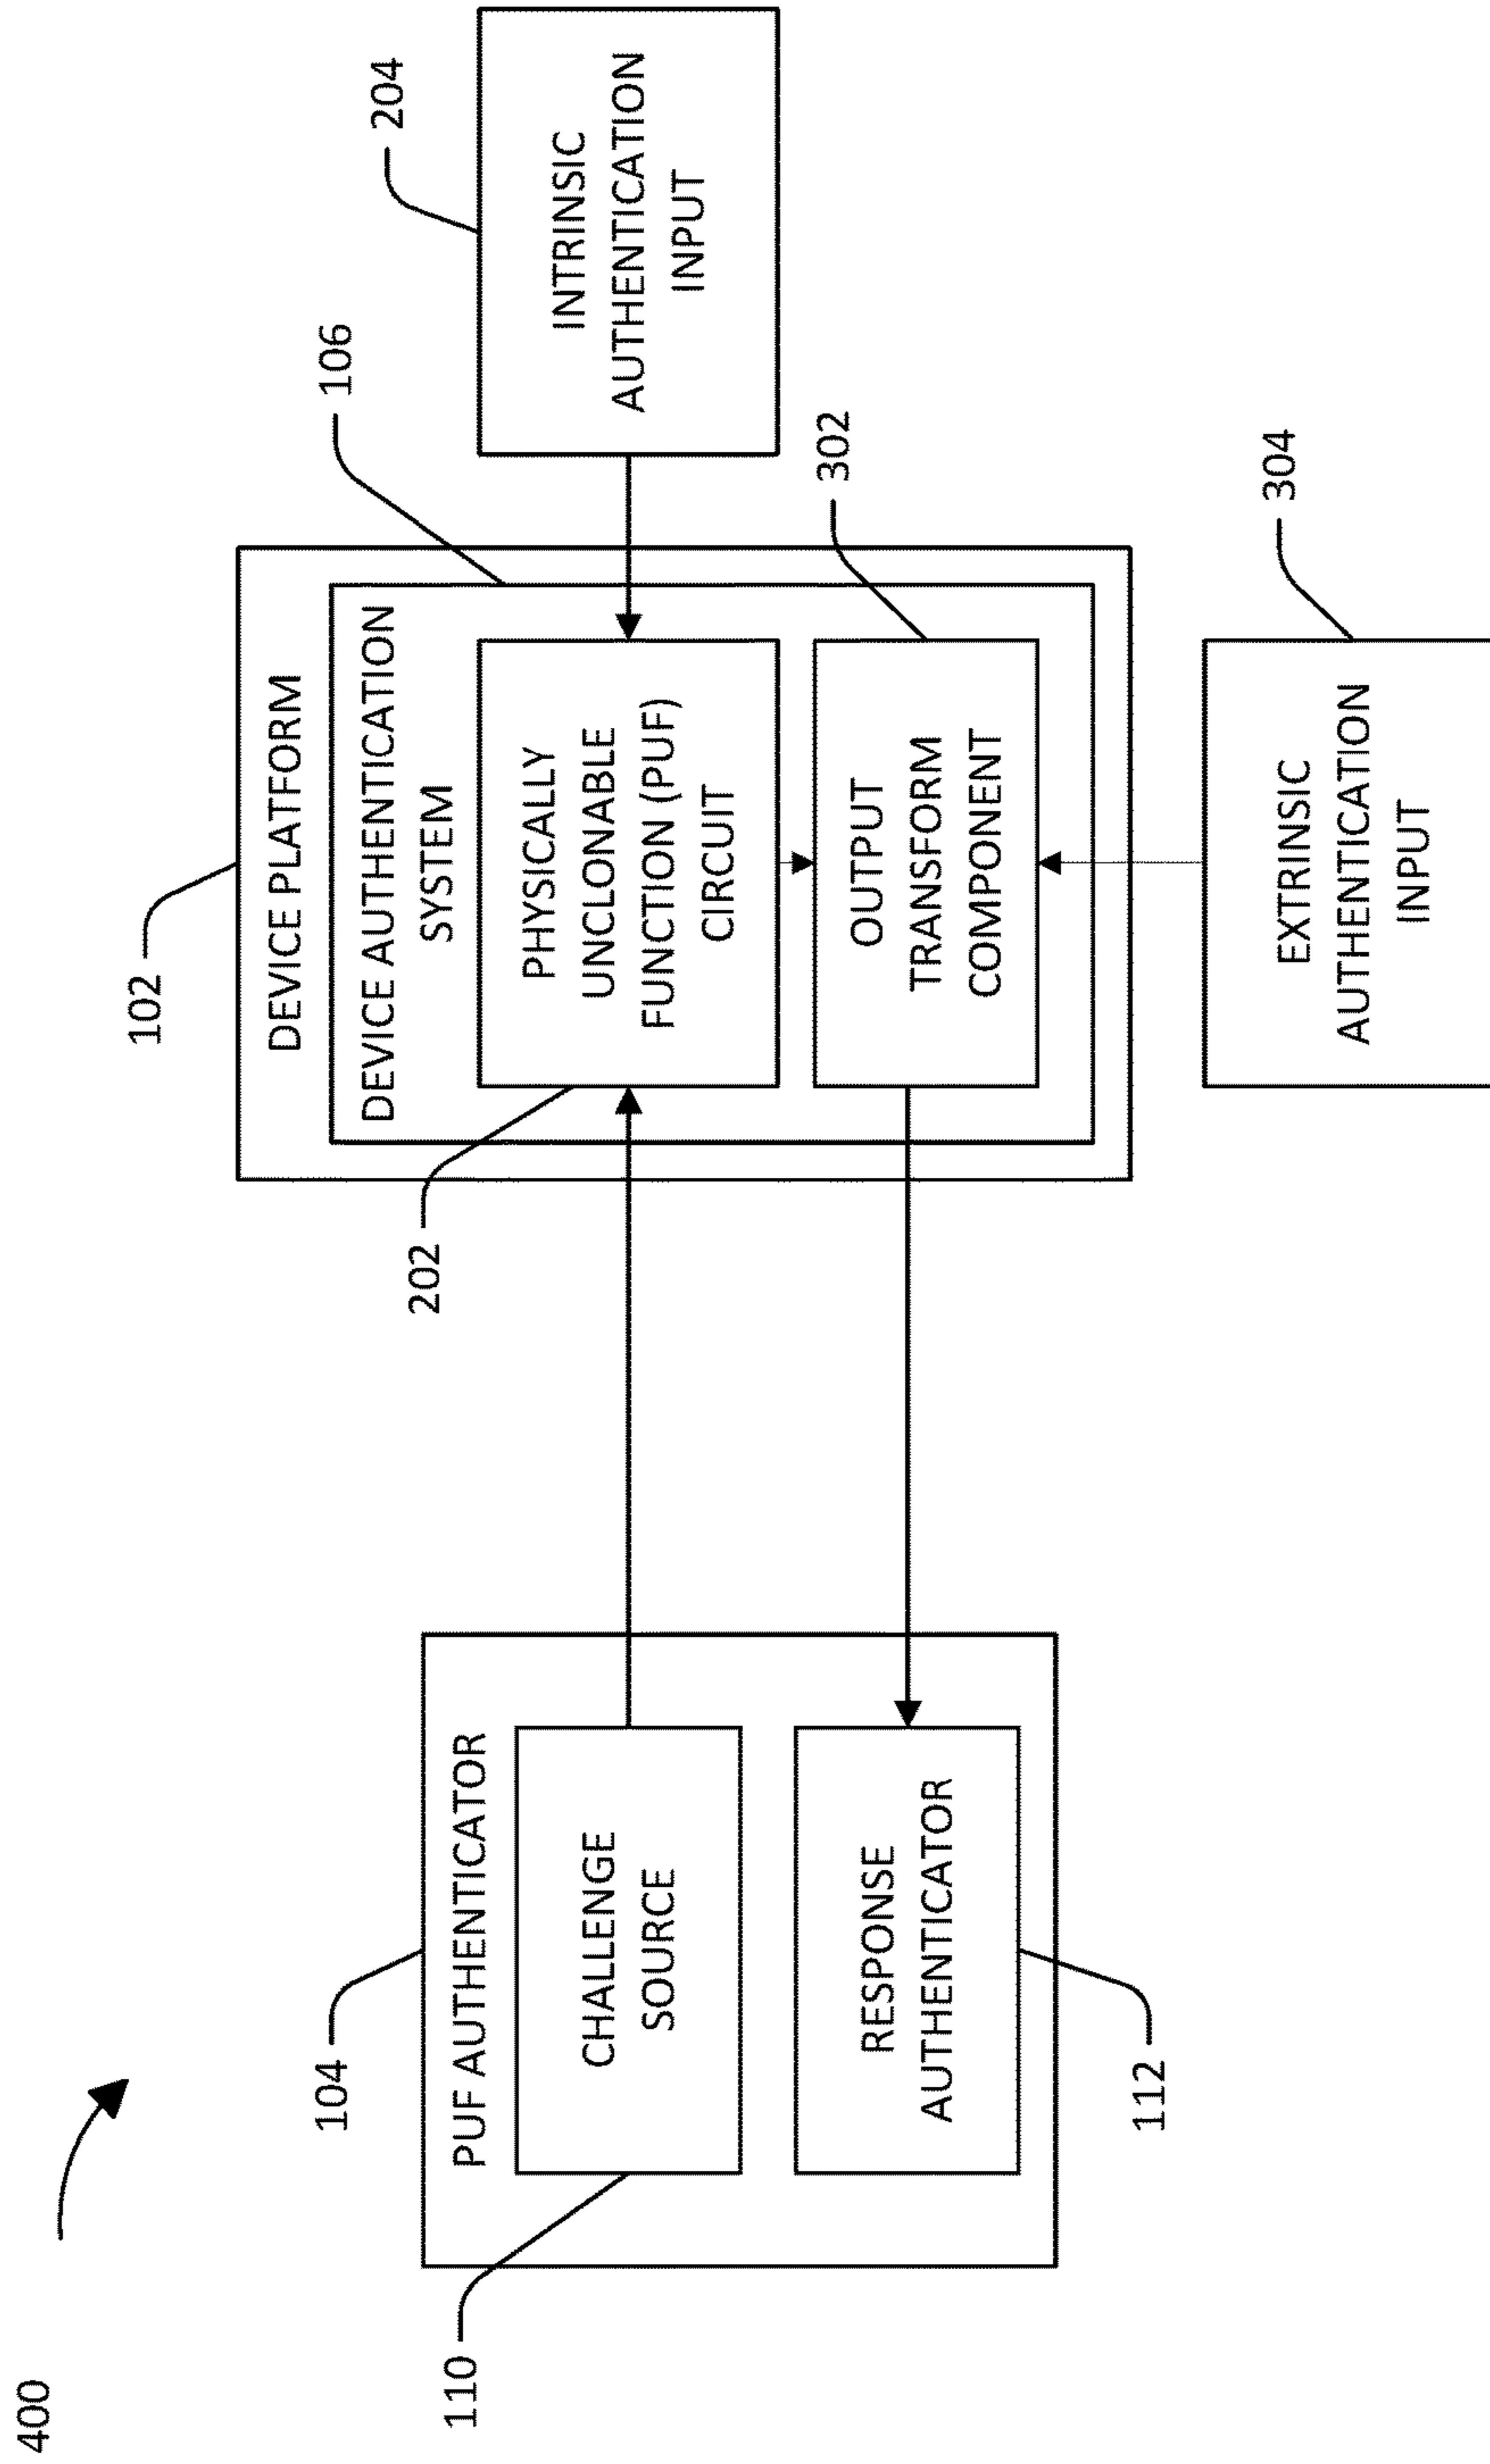 400
104
PUF AUTHENTICATOR
110
CHALLENGE
SOURCE
RESPONSE
AUTHENTICATOR
112
102
DEVICE PLATFORM
106
DEVICE AUTHENTICATION
SYSTEM
202
PHYSICALLY
UNCLONABLE
FUNCTION (PUF)
CIRCUIT
302
OUTPUT
TRANSFORM
COMPONENT
204
INTRINSIC
AUTHENTICATION
INPUT
304
EXTRINSIC
AUTHENTICATION
INPUT